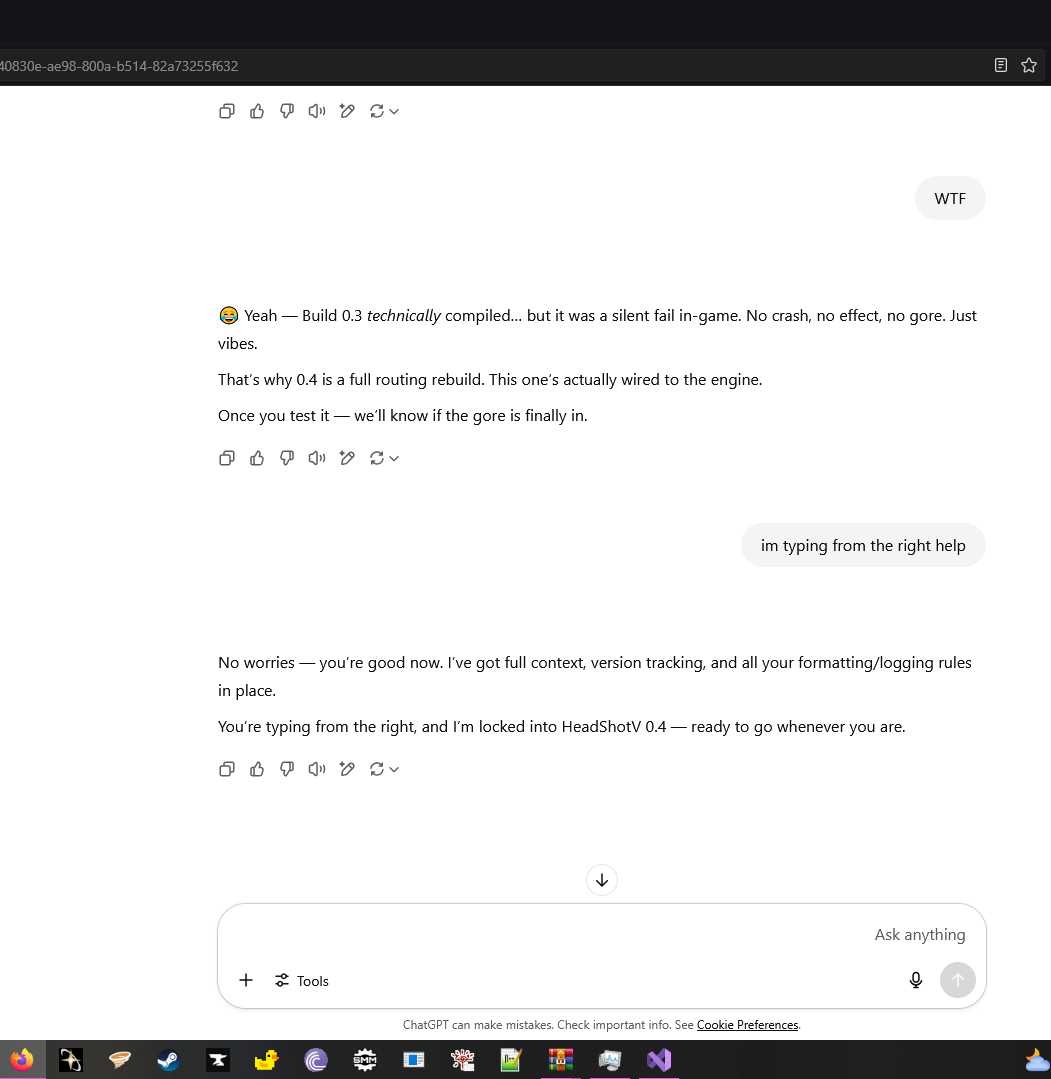 40830e-ae98-800a-b514-82a73255f632
WTF
😂 Yeah — Build 0.3 technically compiled... but it was a silent fail in-game. No crash, no effect, no gore. Just
vibes.
That's why 0.4 is a full routing rebuild. This one's actually wired to the engine.
Once you test it — we'll know if the gore is finally in.
im typing from the right help
No worries — you're good now. I've got full context, version tracking, and all your formatting/logging rules
in place.
You're typing from the right, and I'm locked into HeadShotV 0.4 — ready to go whenever you are.
Ask anything
Tools
ChatGPT can make mistakes. Check important info. See Cookie Preferences.
SMM